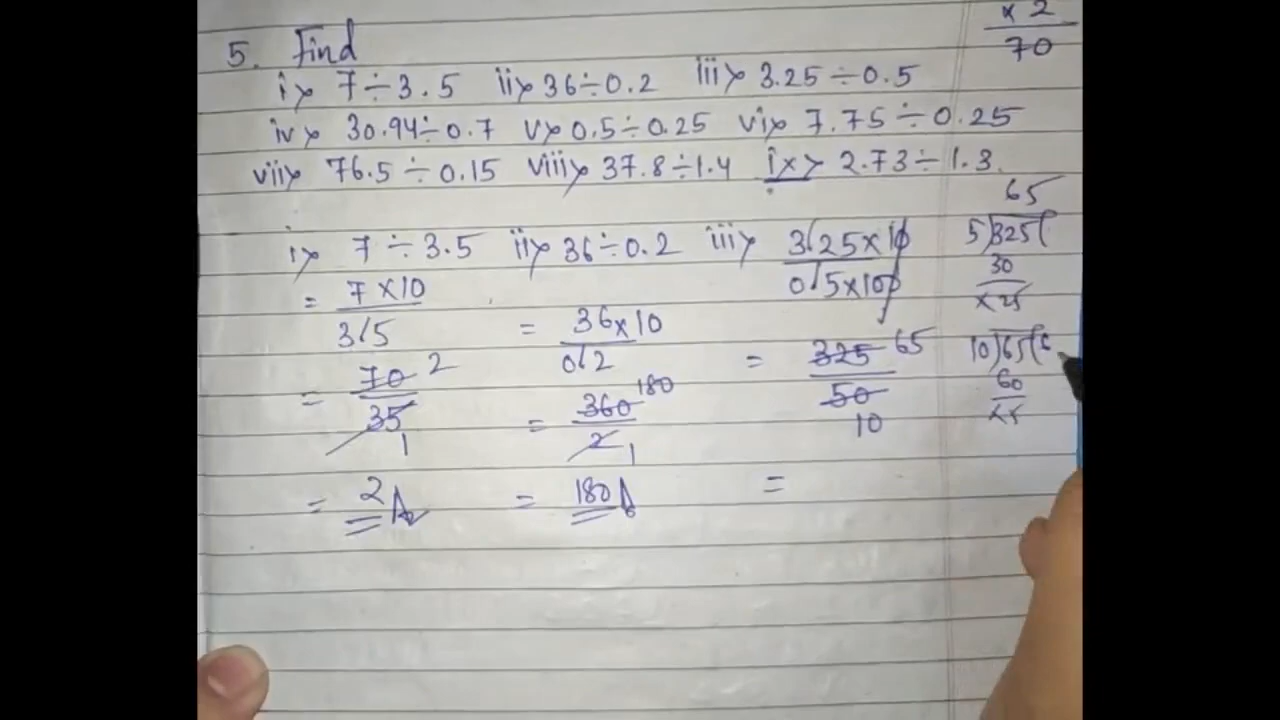 × 2
70
5. Find
i> 7÷3.5 ii> 36÷0.2 iii> 3.25÷0.5
iv> 30.94÷0.7 v> 0.5÷0.25 vi> 7.75÷0.25
vii> 76.5÷0.15 viii> 37.8÷1.4 ix> 2.73÷1.3
i> 7÷3.5 ii> 36÷0.2 iii> 3.25×10
0.5×100
65
5)325(
30
×25
= 7×10
3.5
= 36×10
0.2
= 70 2
35 1
= 360 180
2 1
= 325 65
50
10
10)65(6
60
= 2
= 180
=